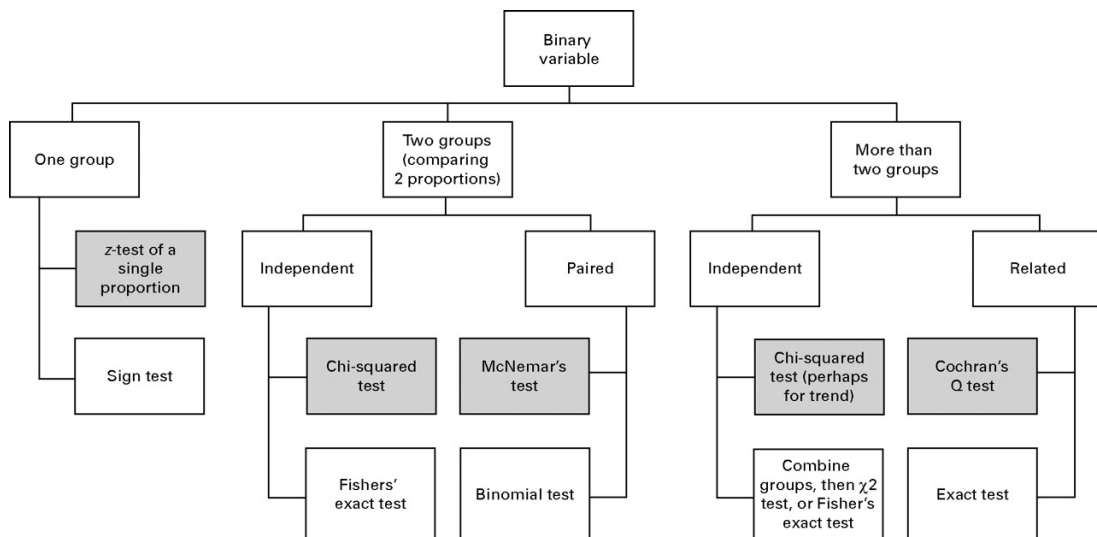 Binary
variable
One group
Two groups
(comparing
2 proportions)
More than
two groups
z-test of a
single
proportion
Independent
Paired
Independent
Related
Sign test
Chi-squared
test
McNemar's
test
Chi-squared
test (perhaps
for trend)
Cochran's
Q test
Fishers'
exact test
Binomial test
Combine
groups, then χ2
test, or Fisher's
exact test
Exact test